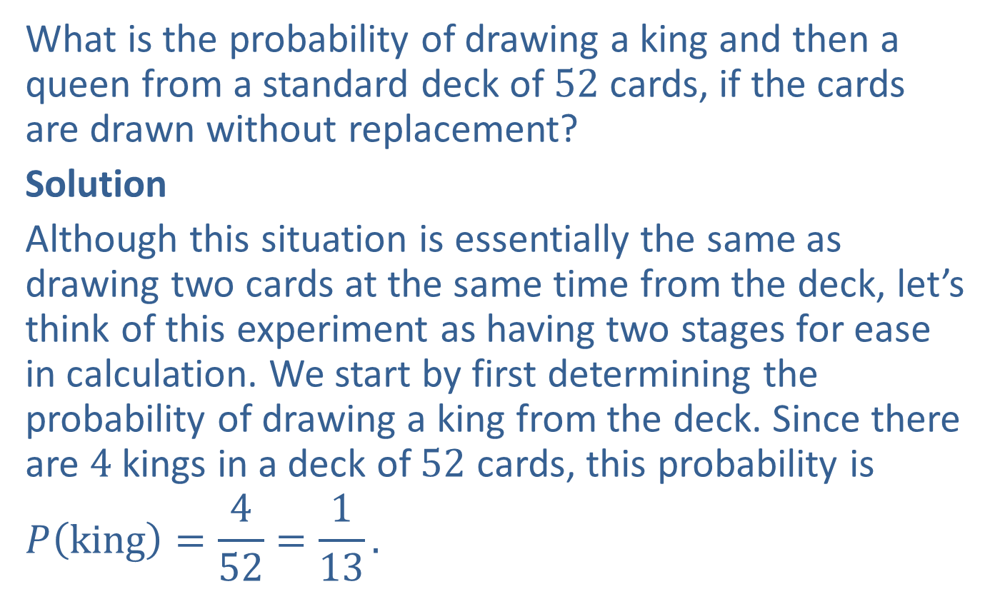 What is the probability of drawing a king and then a
queen from a standard deck of 52 cards, if the cards
are drawn without replacement?
Solution
Although this situation is essentially the same as
drawing two cards at the same time from the deck, let’s
think of this experiment as having two stages for ease
in calculation. We start by first determining the
probability of drawing a king from the deck. Since there
are 4 kings in a deck of 52 cards, this probability is
P(king) = 4/52 = 1/13.